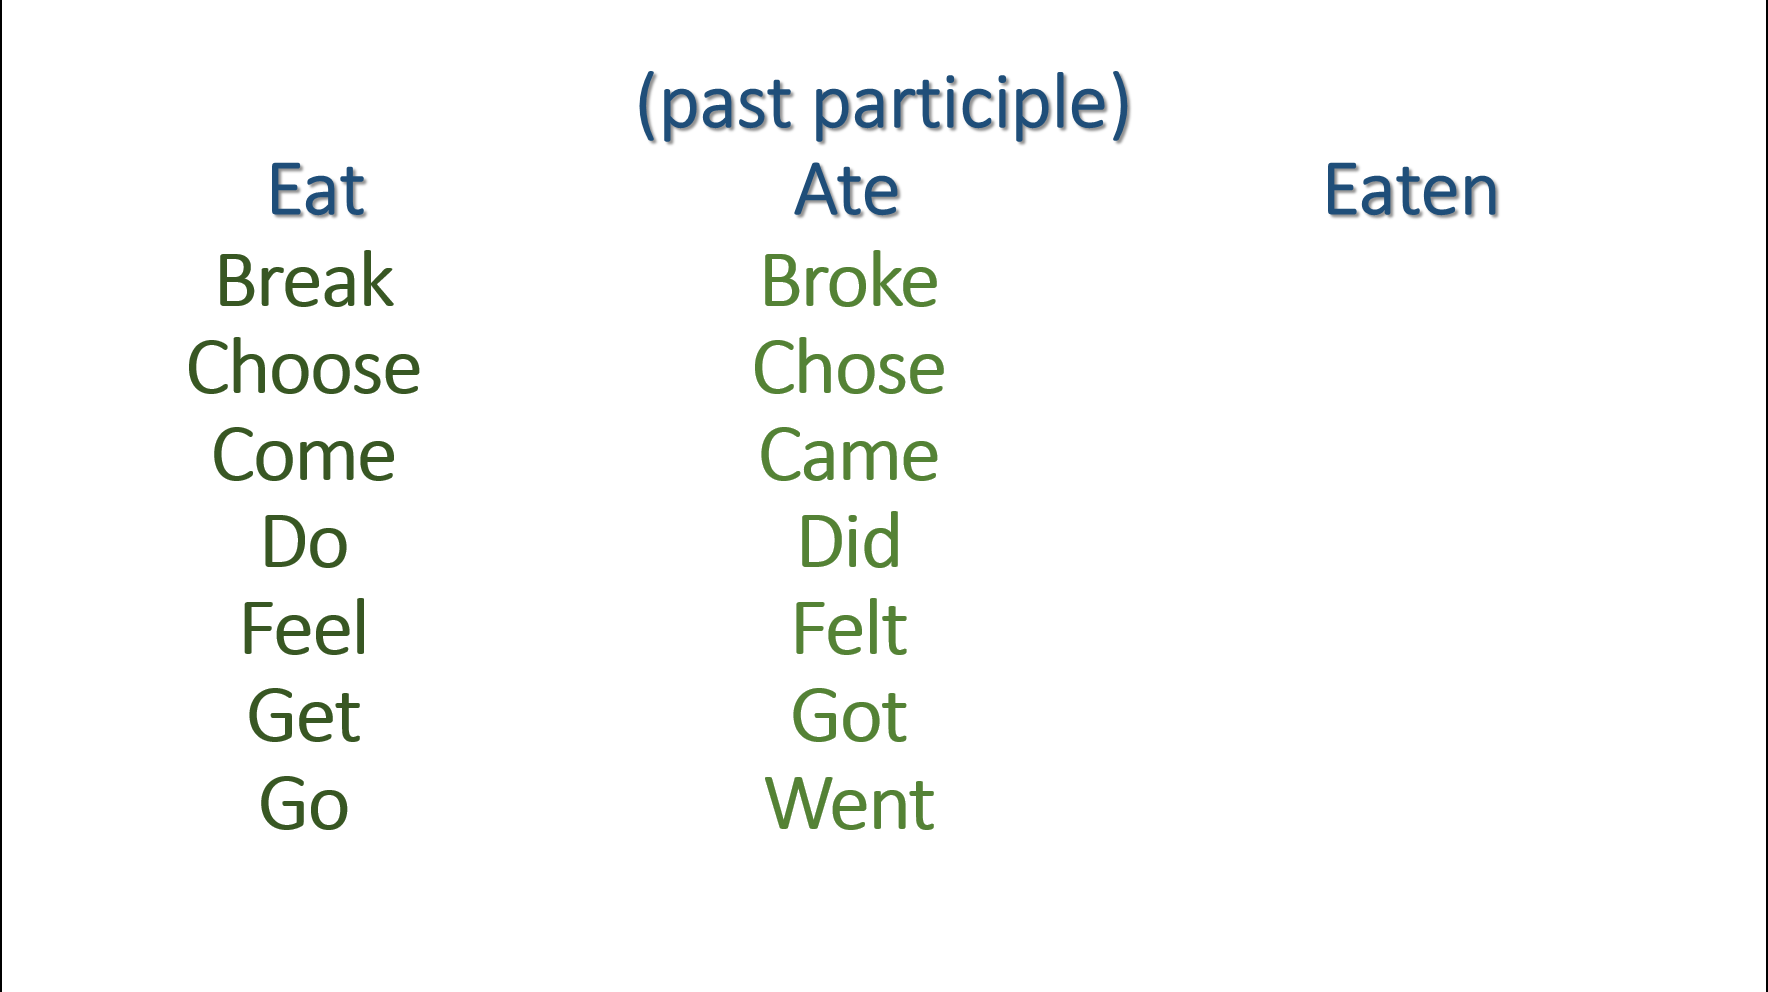 (past participle)
Eat Ate Eaten
Break Broke
Choose Chose
Come Came
Do Did
Feel Felt
Get Got
Go Went